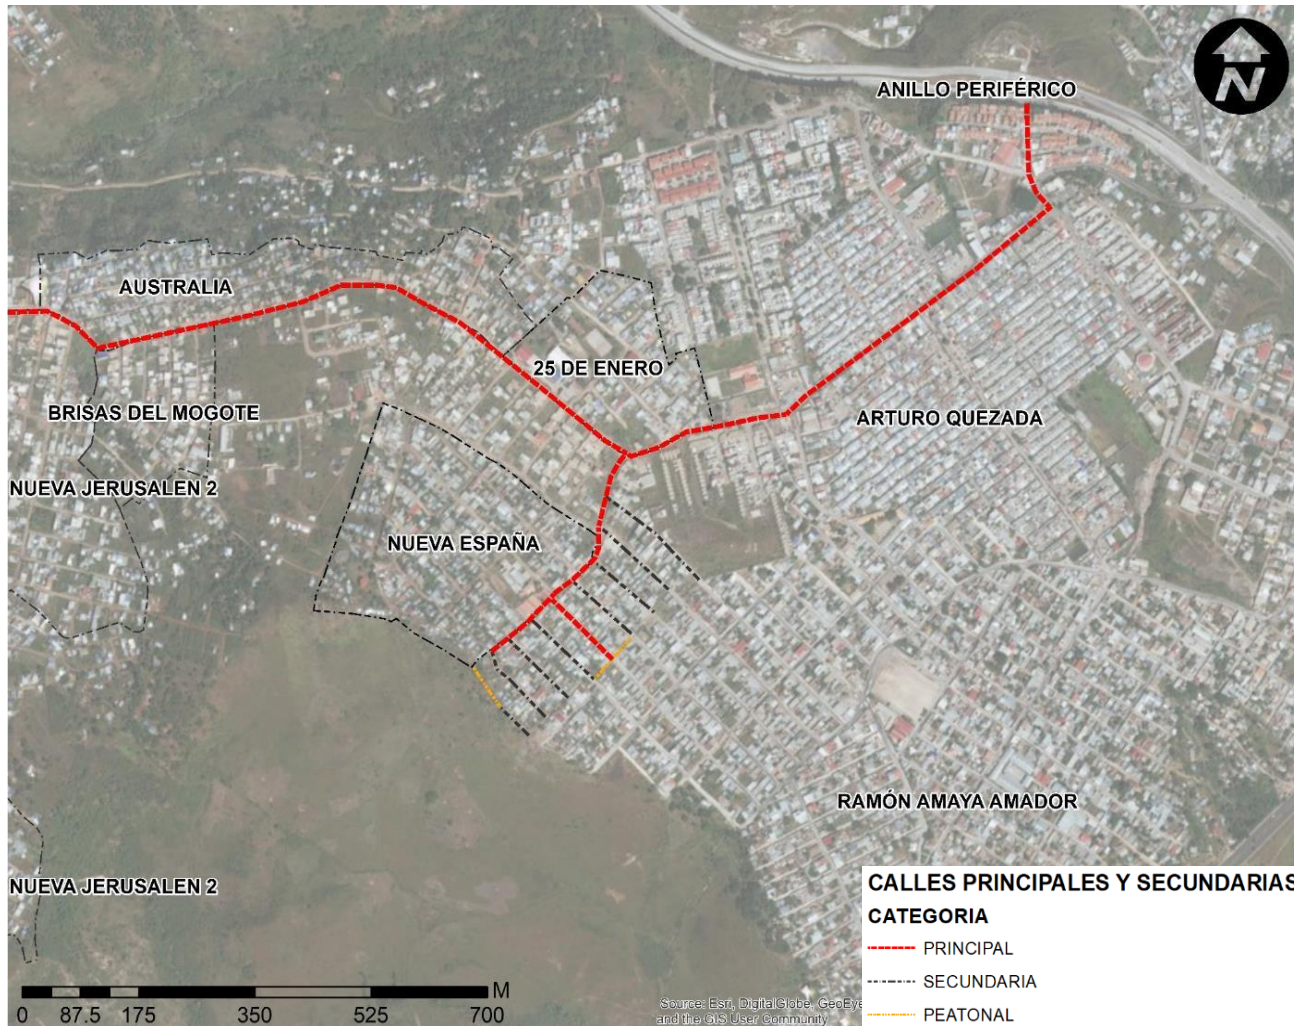 N
ANILLO PERIFÉRICO
AUSTRALIA
25 DE ENERO
BRISAS DEL MOGOTE
ARTURO QUEZADA
NUEVA JERUSALEN 2
NUEVA ESPAÑA
RAMÓN AMAYA AMADOR
NUEVA JERUSALEN 2
CALLES PRINCIPALES Y SECUNDARIAS
CATEGORIA
PRINCIPAL
SECUNDARIA
PEATONAL
M
0 87.5 175 350 525 700
Source: Esri, DigitalGlobe, GeoEye
and the GIS User Community